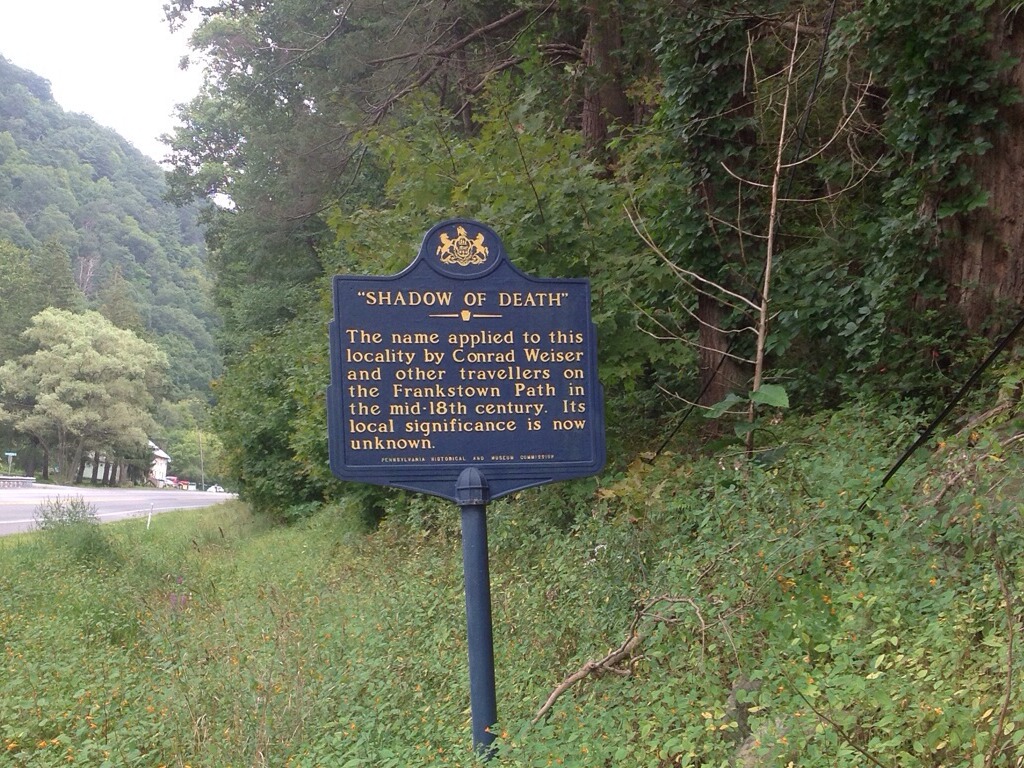 "SHADOW OF DEATH"
The name applied to this
locality by Conrad Weiser
and other travellers on
the Frankstown Path in
the mid-18th century. Its
local significance is now
unknown.
PENNSYLVANIA HISTORICAL AND MUSEUM COMMISSION